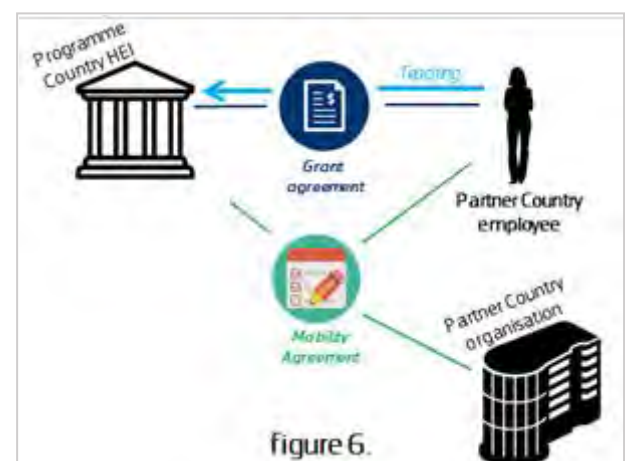 Programme
Country HEI
Teaching
Grant
agreement
Partner Country
employee
Mobility
Agreement
Partner Country
organisation
figure 6.